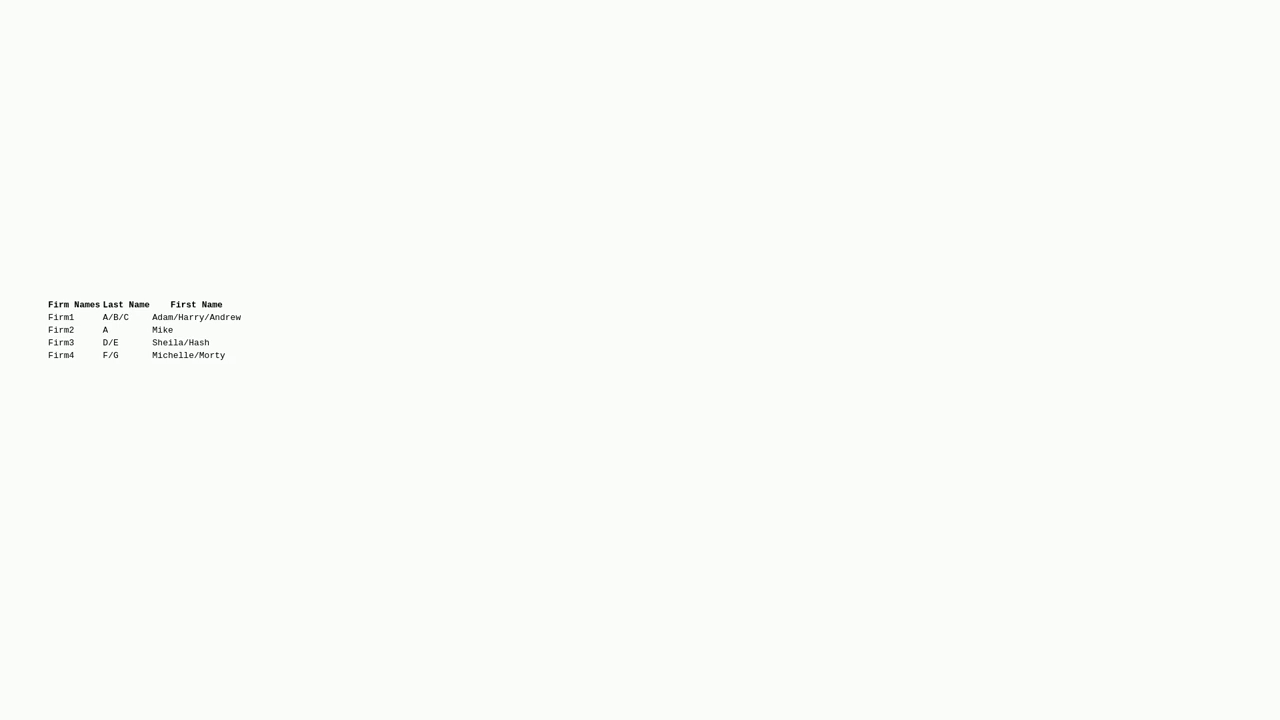 Firm Names Last Name First Name
Firm1 A/B/C Adam/Harry/Andrew
Firm2 A Mike
Firm3 D/E Sheila/Hash
Firm4 F/G Michelle/Morty